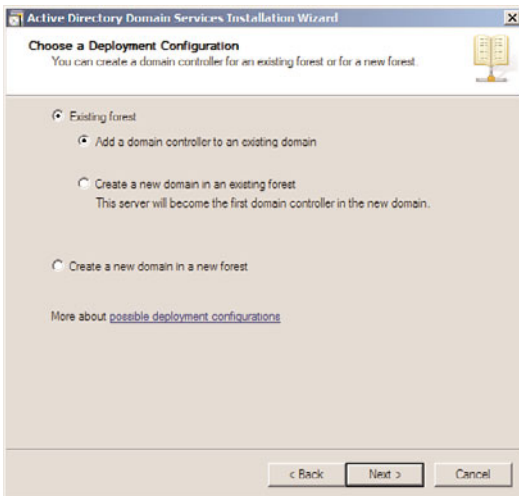 Active Directory Domain Services Installation Wizard
Choose a Deployment Configuration
You can create a domain controller for an existing forest or for a new forest.
Existing forest
Add a domain controller to an existing domain
Create a new domain in an existing forest
This server will become the first domain controller in the new domain.
Create a new domain in a new forest
More about possible deployment configurations
< Back
Next >
Cancel